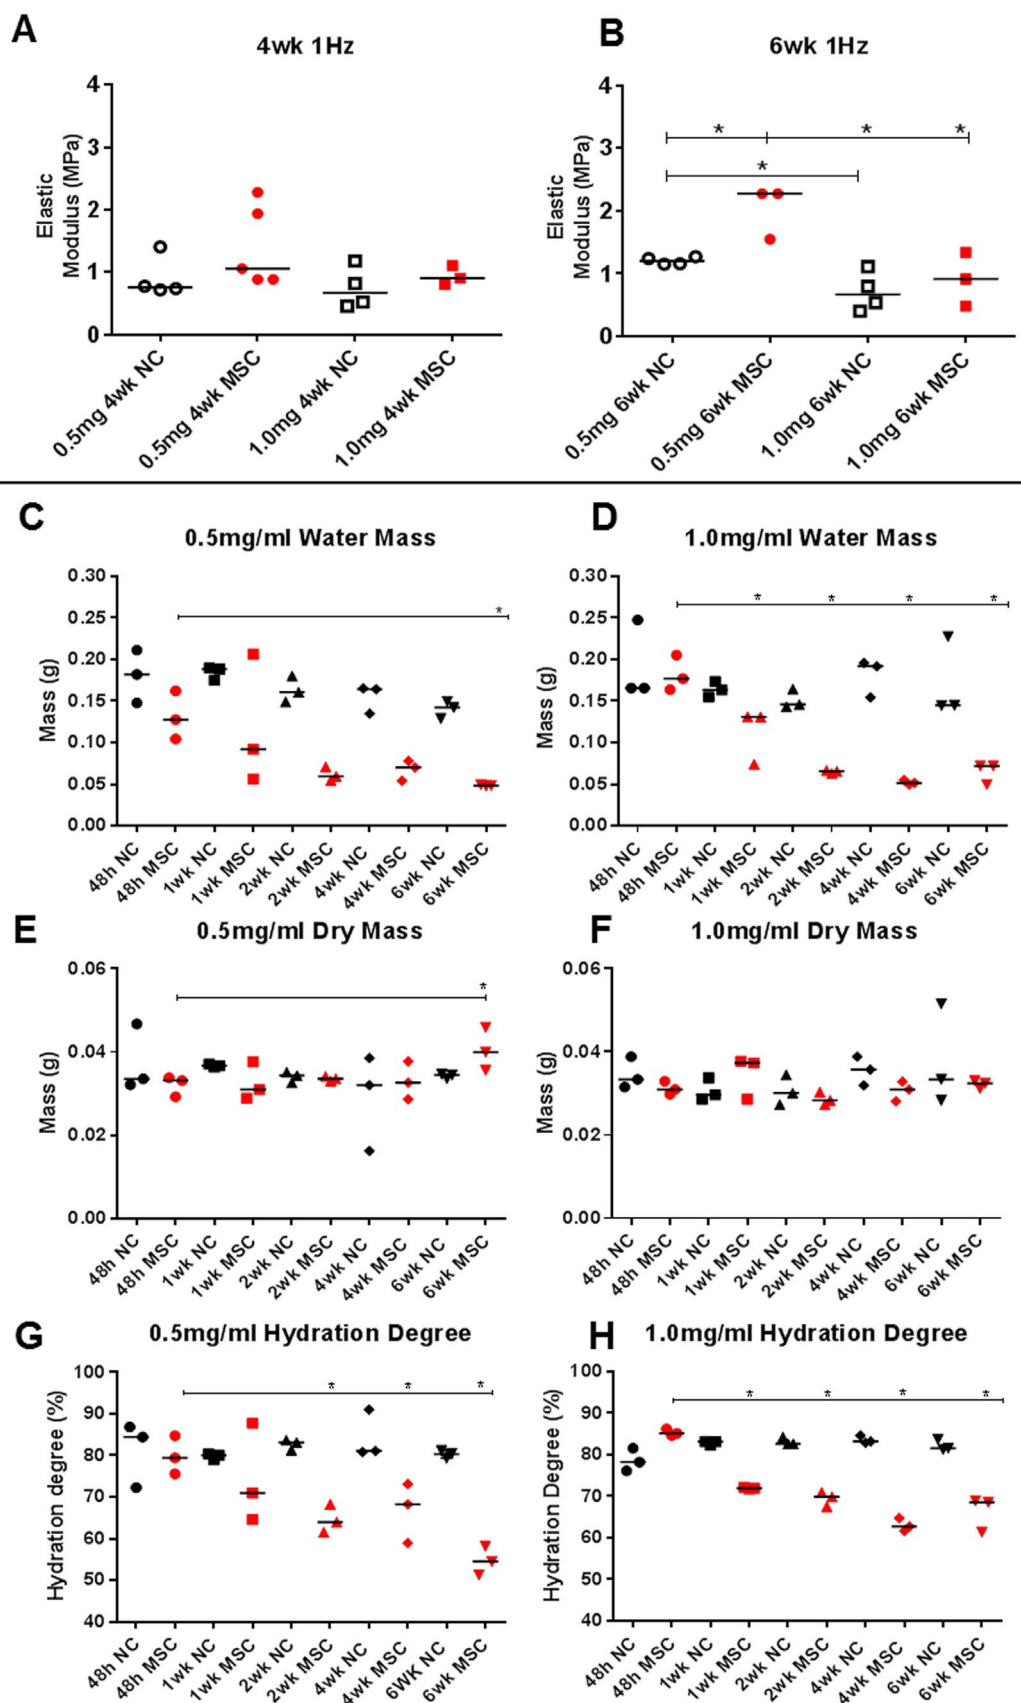 A
4wk 1Hz
Elastic
Modulus (MPa)
4
3
2
1
0
0.5mg 4wk NC
0.5mg 4wk MSC
1.0mg 4wk NC
1.0mg 4wk MSC
B
6wk 1Hz
Elastic
Modulus (MPa)
4
3
2
1
0
* * *
*
0.5mg 6wk NC
0.5mg 6wk MSC
1.0mg 6wk NC
1.0mg 6wk MSC
C
0.5mg/ml Water Mass
Mass (g)
0.30
0.25
0.20
0.15
0.10
0.05
0.00
*
48h NC
48h MSC
1wk NC
1wk MSC
2wk NC
2wk MSC
4wk NC
4wk MSC
6wk NC
6wk MSC
D
1.0mg/ml Water Mass
Mass (g)
0.30
0.25
0.20
0.15
0.10
0.05
0.00
* * * *
48h NC
48h MSC
1wk NC
1wk MSC
2wk NC
2wk MSC
4wk NC
4wk MSC
6wk NC
6wk MSC
E
0.5mg/ml Dry Mass
Mass (g)
0.06
0.04
0.02
0.00
*
48h NC
48h MSC
1wk NC
1wk MSC
2wk NC
2wk MSC
4wk NC
4wk MSC
6wk NC
6wk MSC
F
1.0mg/ml Dry Mass
Mass (g)
0.06
0.04
0.02
0.00
48h NC
48h MSC
1wk NC
1wk MSC
2wk NC
2wk MSC
4wk NC
4wk MSC
6wk NC
6wk MSC
G
0.5mg/ml Hydration Degree
Hydration degree (%)
100
90
80
70
60
50
40
* * *
48h NC
48h MSC
1wk NC
1wk MSC
2wk NC
2wk MSC
4wk NC
4wk MSC
6WK NC
6wk MSC
H
1.0mg/ml Hydration Degree
Hydration Degree (%)
100
90
80
70
60
50
40
* * * *
48h NC
48h MSC
1wk NC
1wk MSC
2wk NC
2wk MSC
4wk NC
4wk MSC
6wk NC
6wk MSC